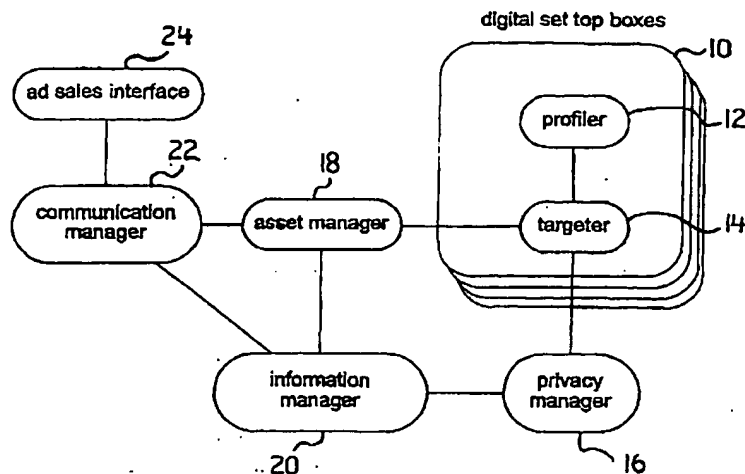 digital set top boxes
24
10
ad sales interface
profiler
12
22
18
communication
manager
asset manager
targeter
14
information
manager
privacy
manager
20
16